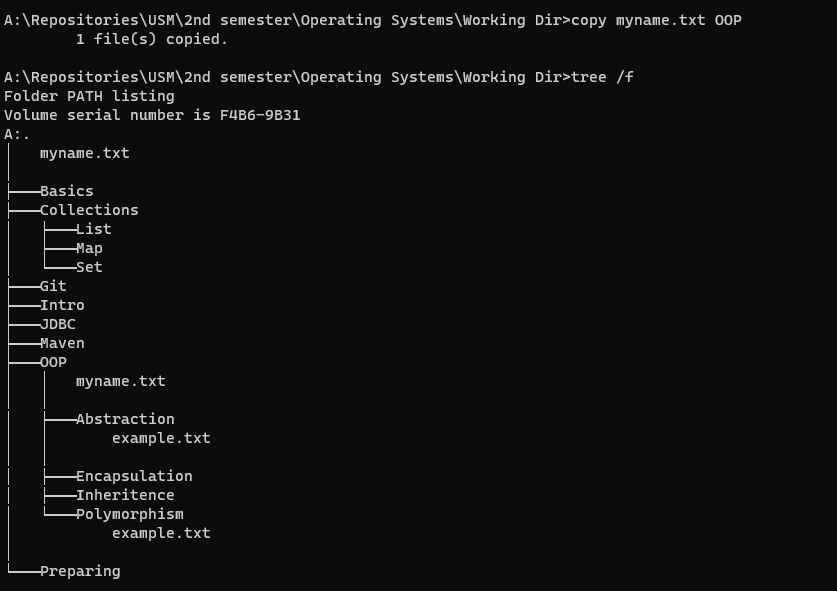 A:\Repositories\USM\2nd semester\Operating Systems\Working Dir>copy myname.txt OOP
        1 file(s) copied.

A:\Repositories\USM\2nd semester\Operating Systems\Working Dir>tree /f
Folder PATH listing
Volume serial number is F4B6-9B31
A:.
│   myname.txt
│
├───Basics
├───Collections
│   ├───List
│   ├───Map
│   └───Set
├───Git
├───Intro
├───JDBC
├───Maven
├───OOP
│   │   myname.txt
│   │
│   ├───Abstraction
│   │       example.txt
│   │
│   ├───Encapsulation
│   ├───Inheritence
│   └───Polymorphism
│           example.txt
│
└───Preparing